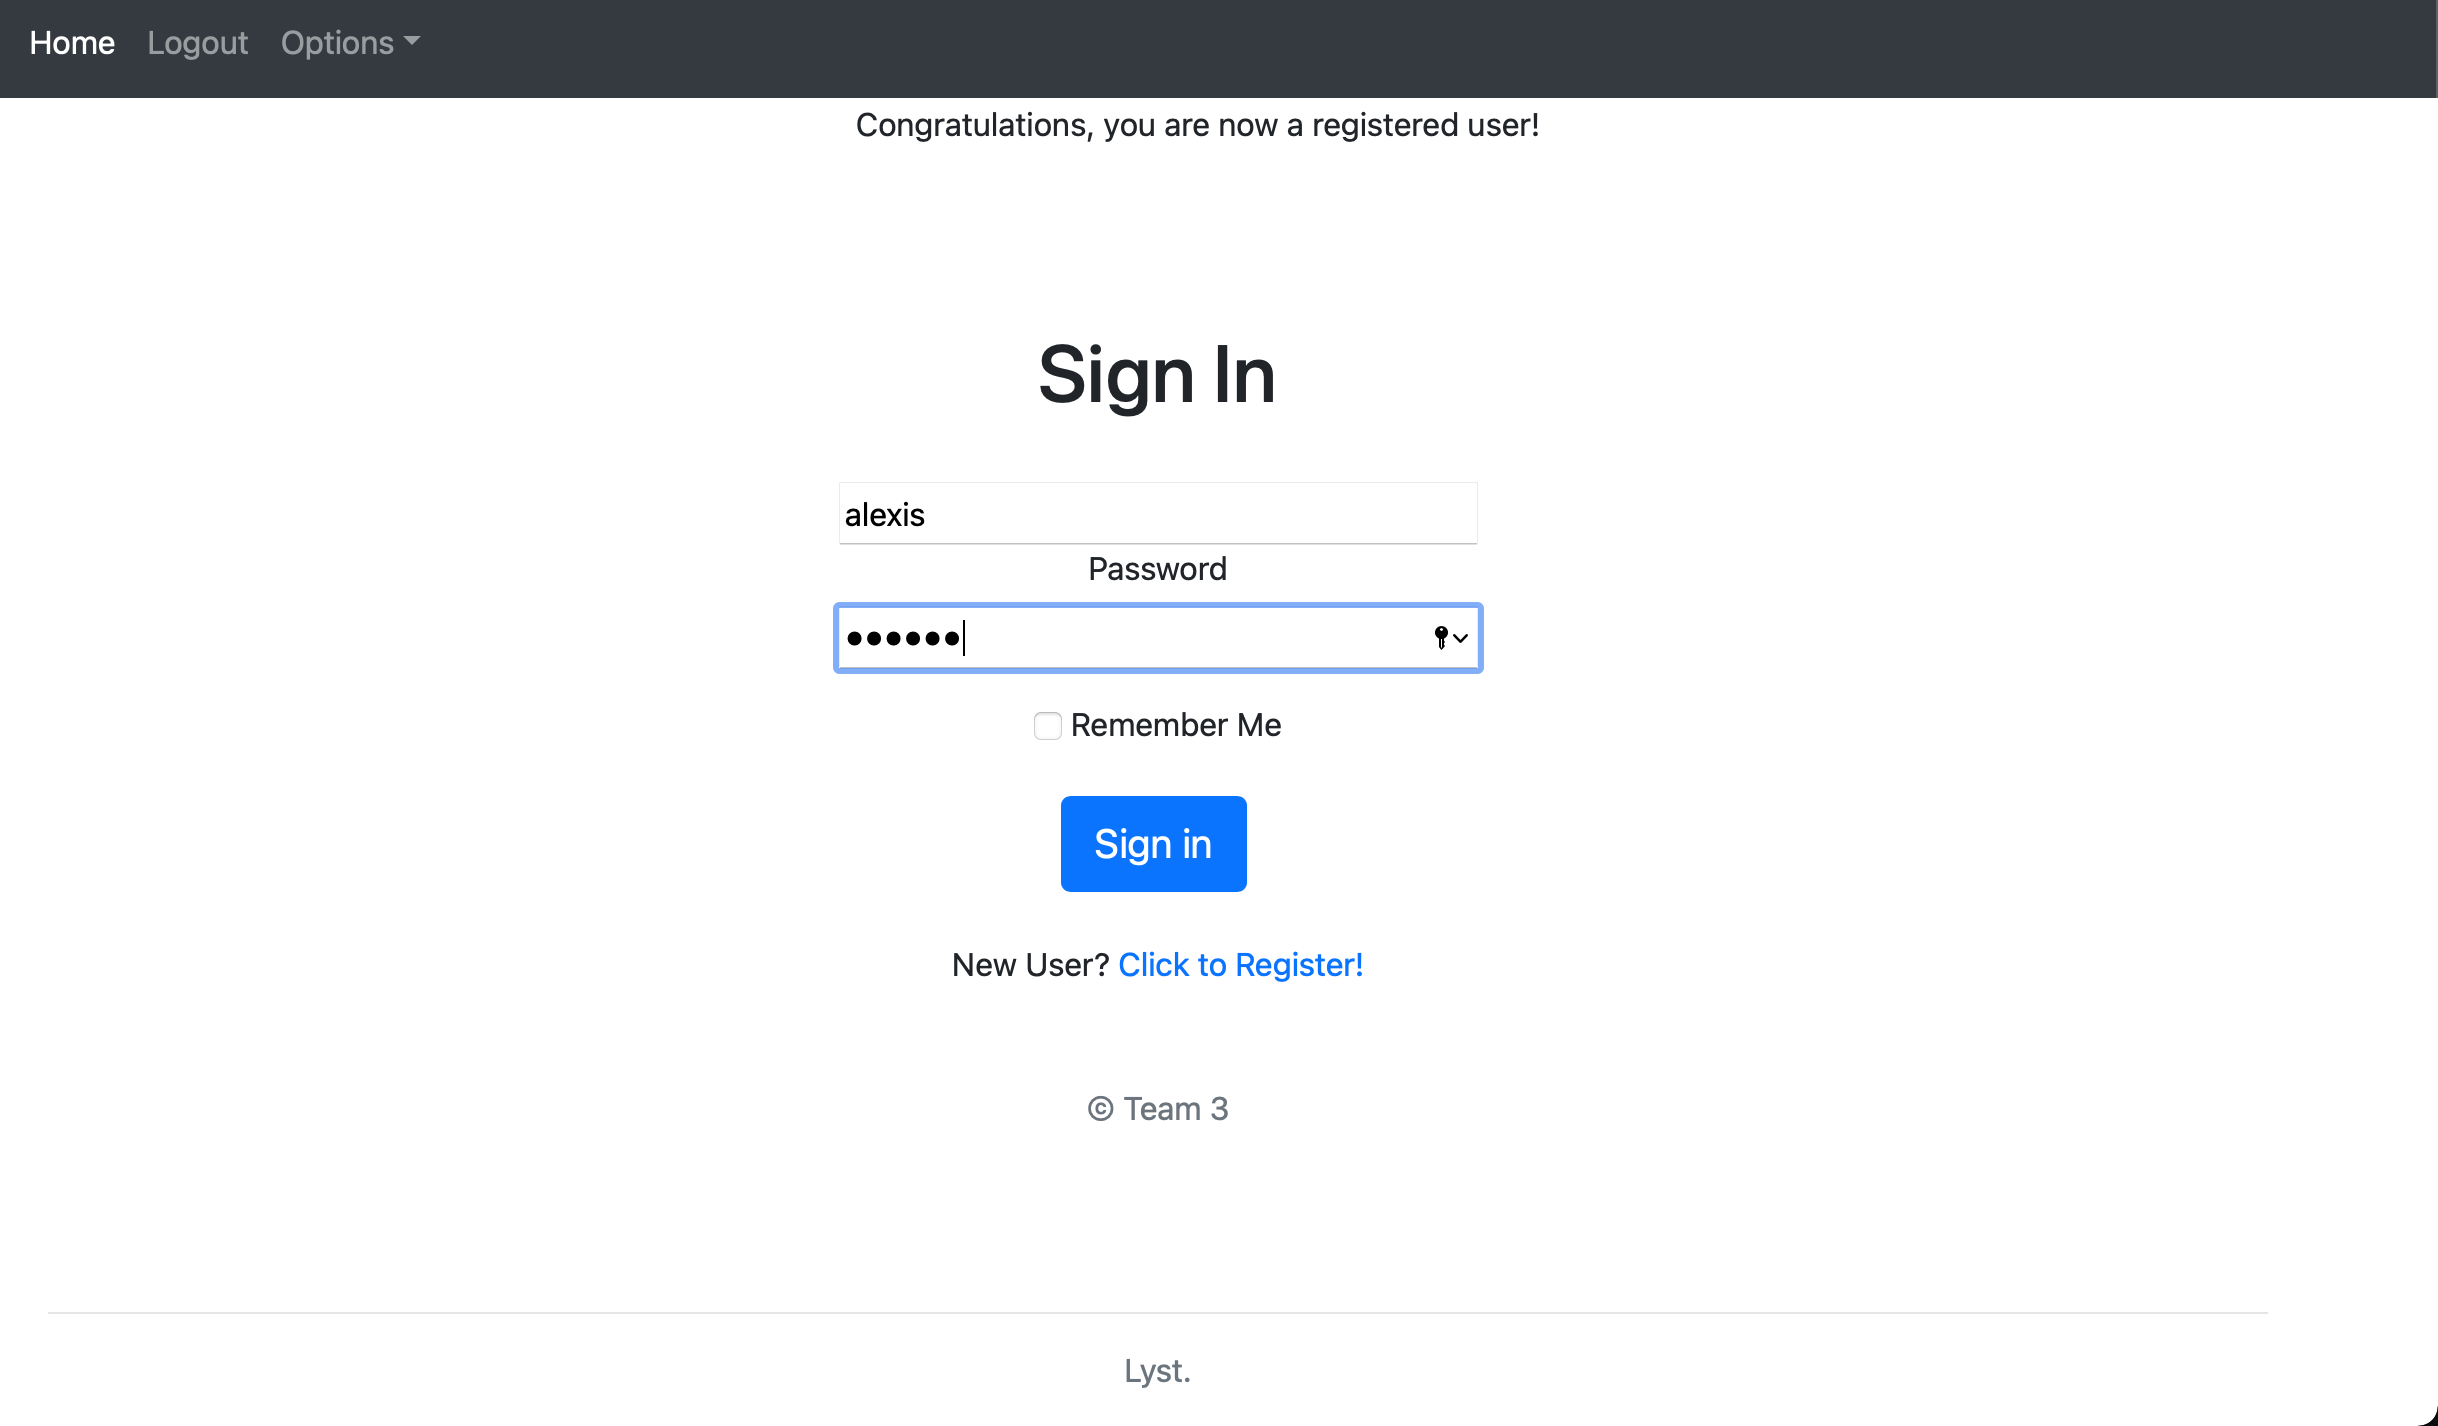 Home Logout Options
Congratulations, you are now a registered user!
Sign In
alexis
Password
••••••
Remember Me
Sign in
New User? Click to Register!
© Team 3
Lyst.